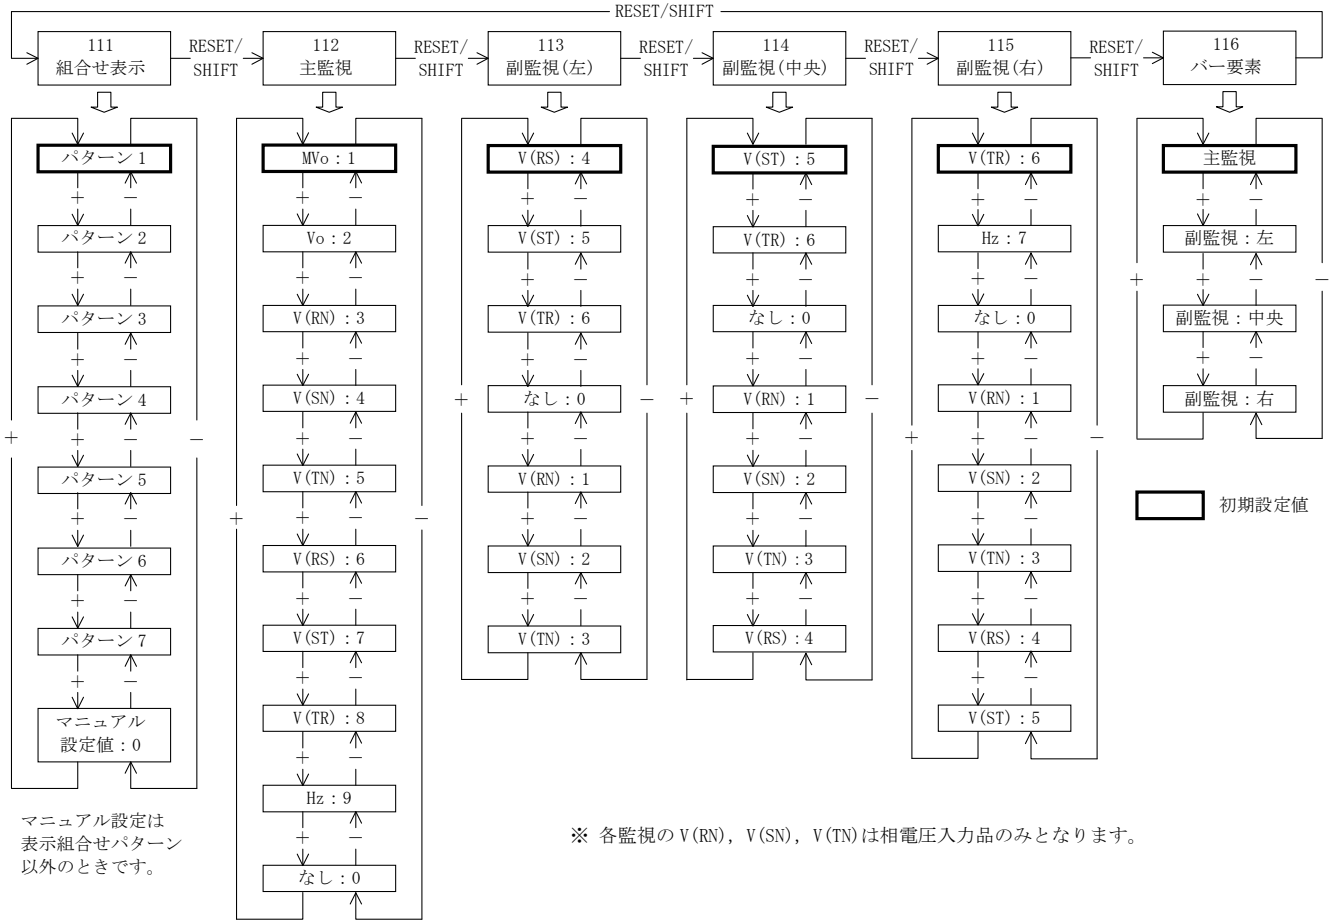 RESET/SHIFT
111
組合せ表示
RESET/
SHIFT
112
主監視
RESET/
SHIFT
113
副監視(左)
RESET/
SHIFT
114
副監視(中央)
RESET/
SHIFT
115
副監視(右)
RESET/
SHIFT
116
バー要素
パターン 1
+ −
パターン 2
+ −
パターン 3
+ −
パターン 4
+ −
パターン 5
+ −
パターン 6
+ −
パターン 7
+ −
マニュアル
設定値：0
+ −
マニュアル設定は
表示組合せパターン
以外のときです。
MVo：1
+ −
Vo：2
+ −
V(RN)：3
+ −
V(SN)：4
+ −
V(TN)：5
+ −
V(RS)：6
+ −
V(ST)：7
+ −
V(TR)：8
+ −
Hz：9
+ −
なし：0
+ −
V(RS)：4
+ −
V(ST)：5
+ −
V(TR)：6
+ −
なし：0
+ −
V(RN)：1
+ −
V(SN)：2
+ −
V(TN)：3
+ −
V(ST)：5
+ −
V(TR)：6
+ −
なし：0
+ −
V(RN)：1
+ −
V(SN)：2
+ −
V(TN)：3
+ −
V(RS)：4
+ −
V(TR)：6
+ −
Hz：7
+ −
なし：0
+ −
V(RN)：1
+ −
V(SN)：2
+ −
V(TN)：3
+ −
V(RS)：4
+ −
V(ST)：5
+ −
主監視
+ −
副監視：左
+ −
副監視：中央
+ −
副監視：右
+ −
初期設定値
※ 各監視の V(RN)，V(SN)，V(TN)は相電圧入力品のみとなります。